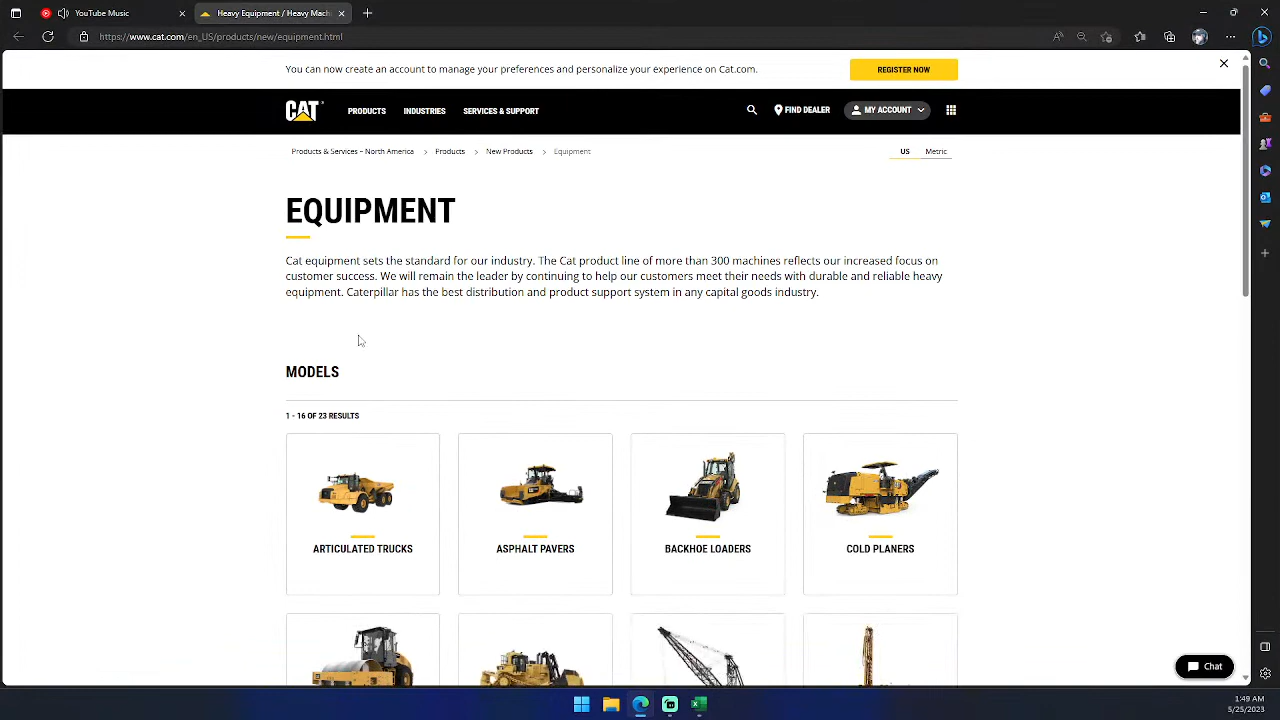 YouTube Music
Heavy Equipment / Heavy Mach
https://www.cat.com/en_US/products/new/equipment.html
You can now create an account to manage your preferences and personalize your experience on Cat.com.
REGISTER NOW
CAT
PRODUCTS
INDUSTRIES
SERVICES & SUPPORT
FIND DEALER
MY ACCOUNT
Products & Services – North America
Products
New Products
Equipment
US
Metric
EQUIPMENT
Cat equipment sets the standard for our industry. The Cat product line of more than 300 machines reflects our increased focus on
customer success. We will remain the leader by continuing to help our customers meet their needs with durable and reliable heavy
equipment. Caterpillar has the best distribution and product support system in any capital goods industry.
MODELS
1 - 16 OF 23 RESULTS
ARTICULATED TRUCKS
ASPHALT PAVERS
BACKHOE LOADERS
COLD PLANERS
Chat
1:49 AM
5/25/2023